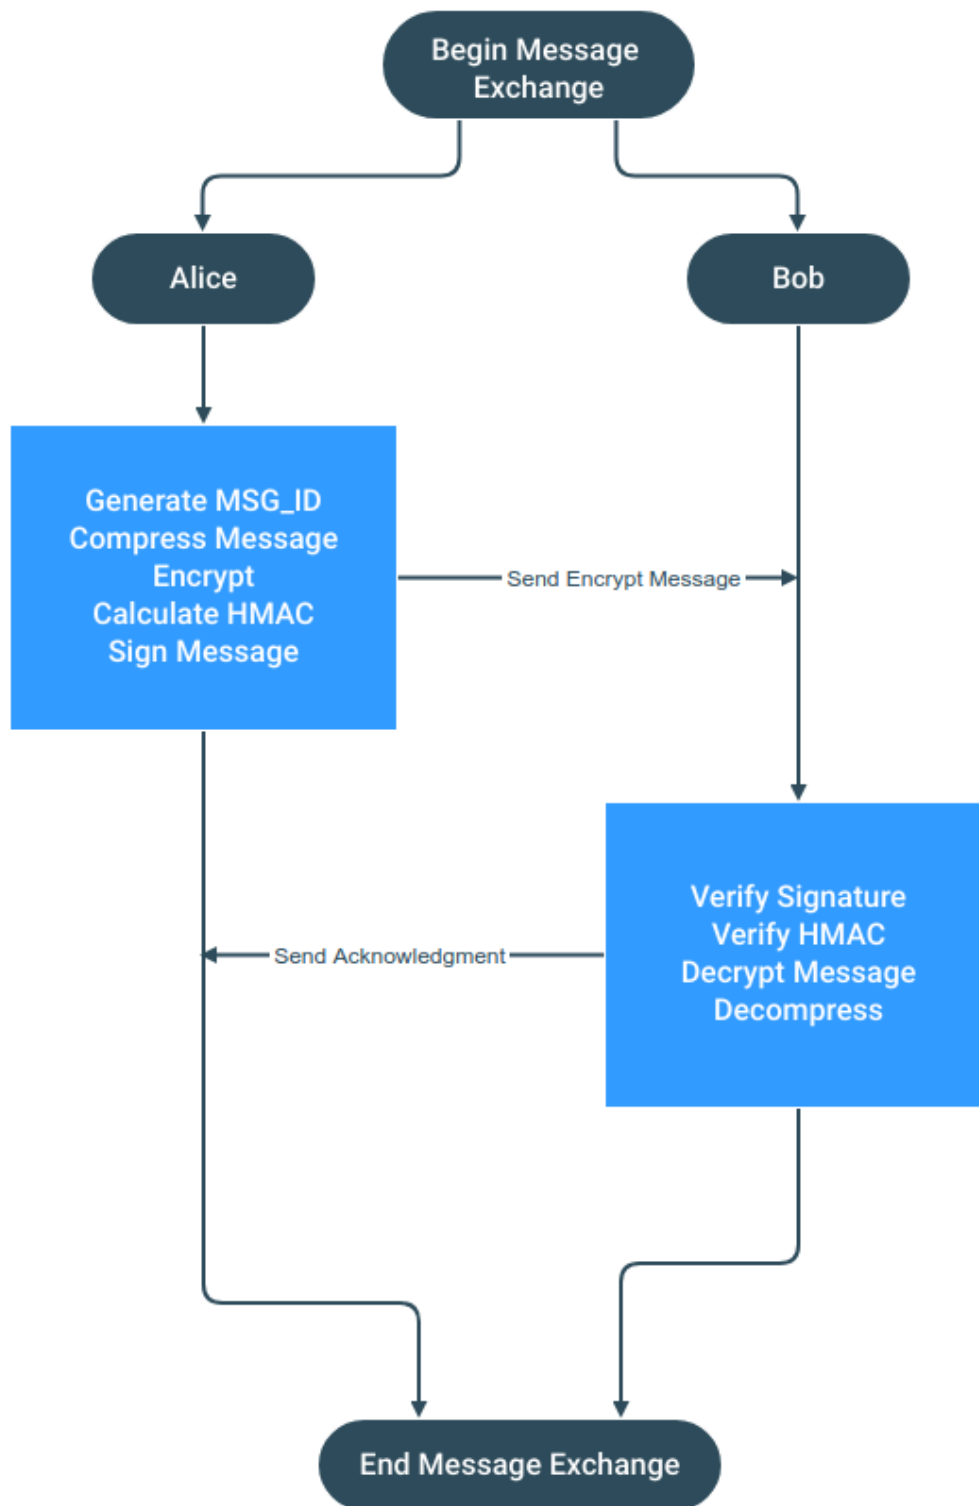 Begin Message
Exchange
Alice
Bob
Generate MSG_ID
Compress Message
Encrypt
Calculate HMAC
Sign Message
Send Encrypt Message
Verify Signature
Verify HMAC
Decrypt Message
Decompress
Send Acknowledgment
End Message Exchange